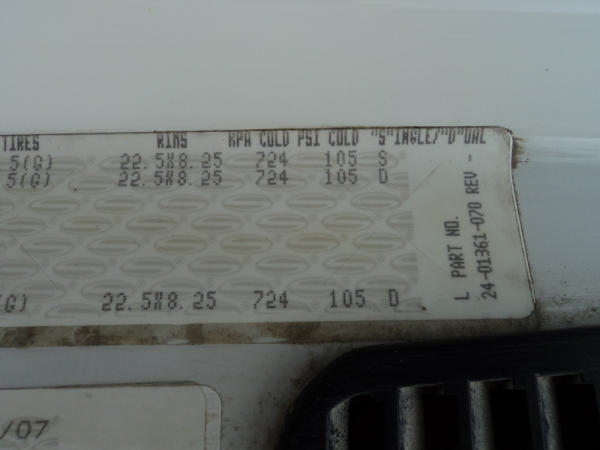 TIRES RIMS KPA COLD PSI COLD "S"INGLE/"D"UAL
5(G) 22.5X8.25 724 105 S
5(G) 22.5X8.25 724 105 D
(G) 22.5X8.25 724 105 D
L PART NO.
24-01361-070 REV -
/07